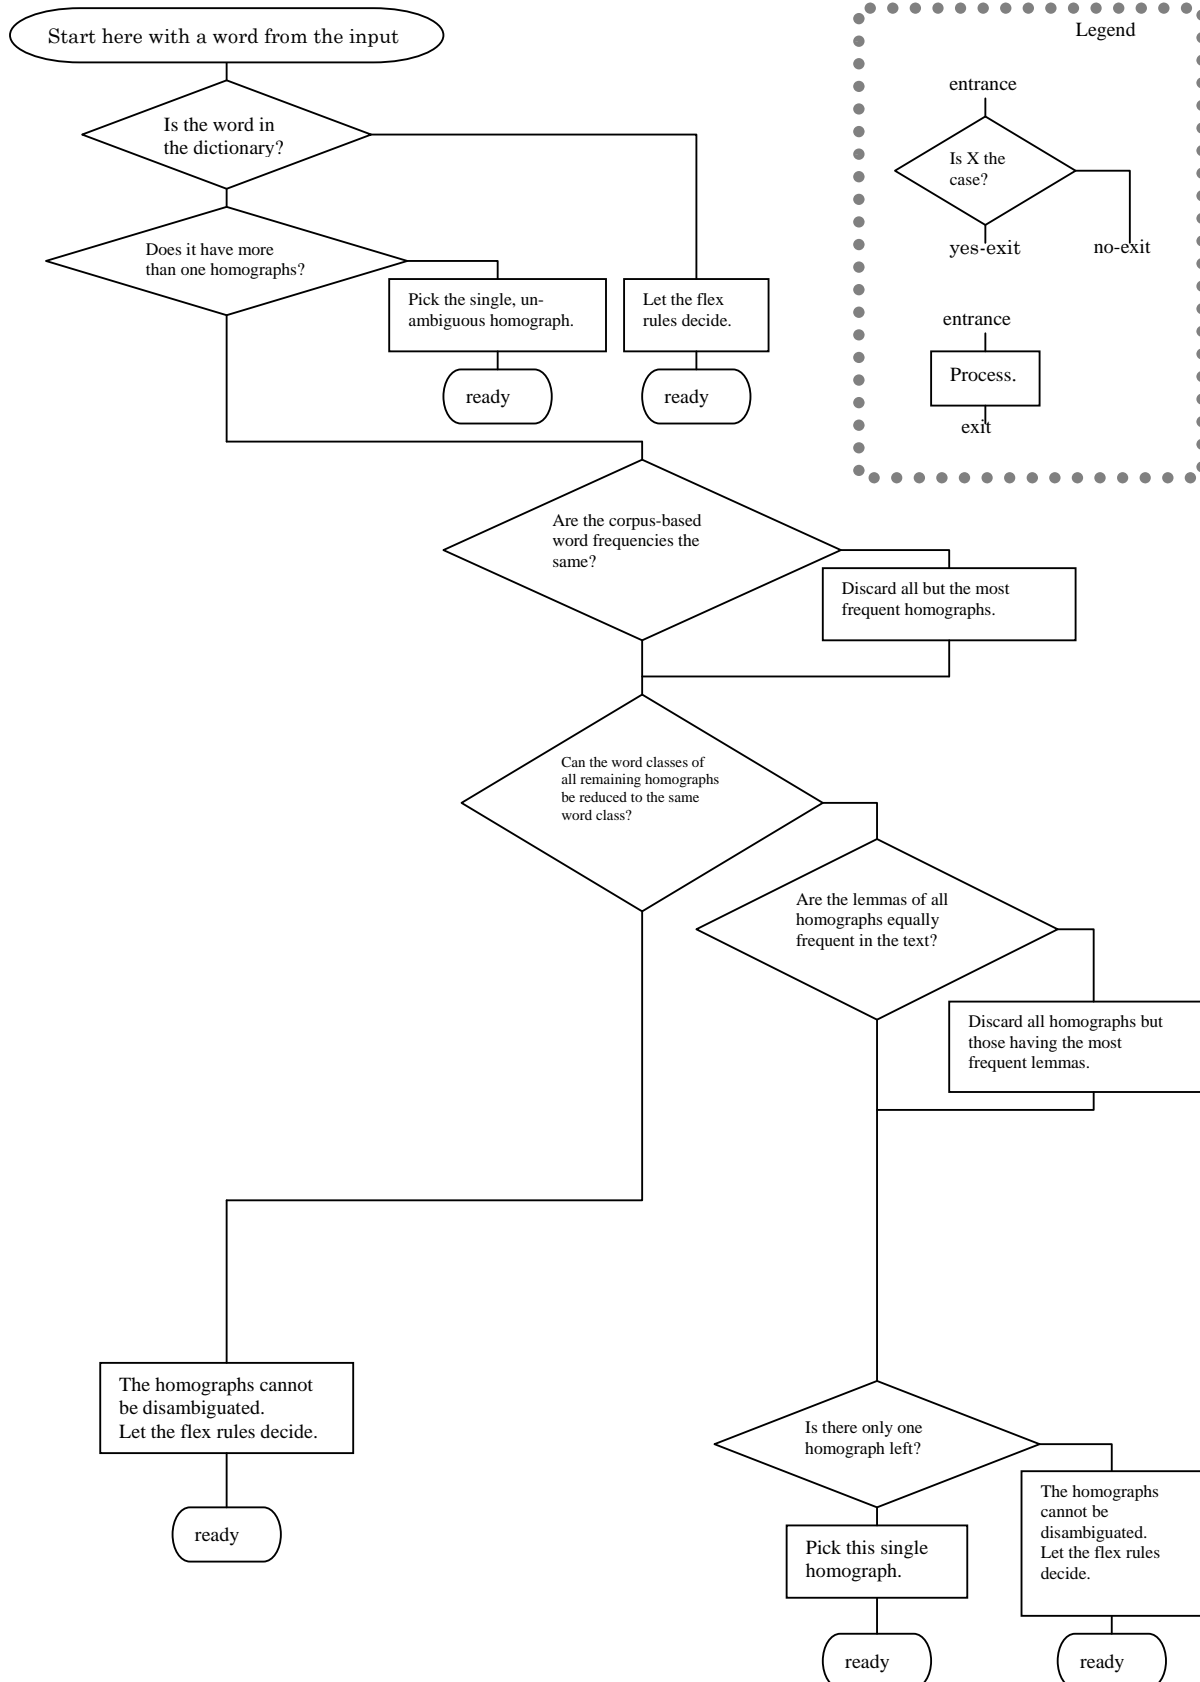 Start here with a word from the input
Is the word in
the dictionary?
Does it have more
than one homographs?
Pick the single, un-
ambiguous homograph.
ready
Let the flex
rules decide.
ready
Legend
entrance
Is X the
case?
yes-exit
no-exit
entrance
Process.
exit
Are the corpus-based
word frequencies the
same?
Discard all but the most
frequent homographs.
Can the word classes of
all remaining homographs
be reduced to the same
word class?
Are the lemmas of all
homographs equally
frequent in the text?
Discard all homographs but
those having the most
frequent lemmas.
The homographs cannot
be disambiguated.
Let the flex rules decide.
ready
Is there only one
homograph left?
Pick this single
homograph.
ready
The homographs
cannot be
disambiguated.
Let the flex rules
decide.
ready